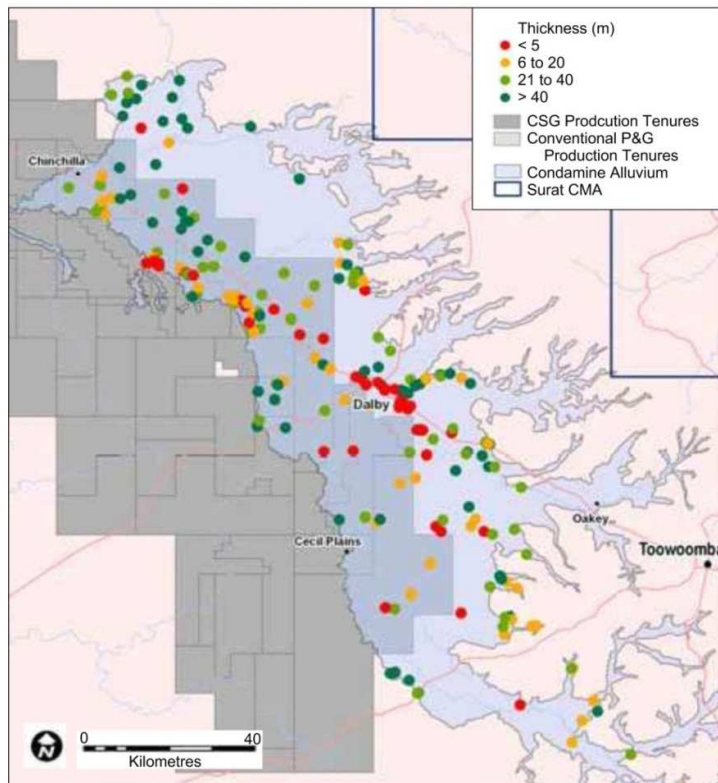 Thickness (m)
< 5
6 to 20
21 to 40
> 40
CSG Prodcution Tenures
Conventional P&G
Production Tenures
Condamine Alluvium
Surat CMA
Chinchilla
Dalby
Oakey
Cecil Plains
Toowoomba
N
0 40
Kilometres